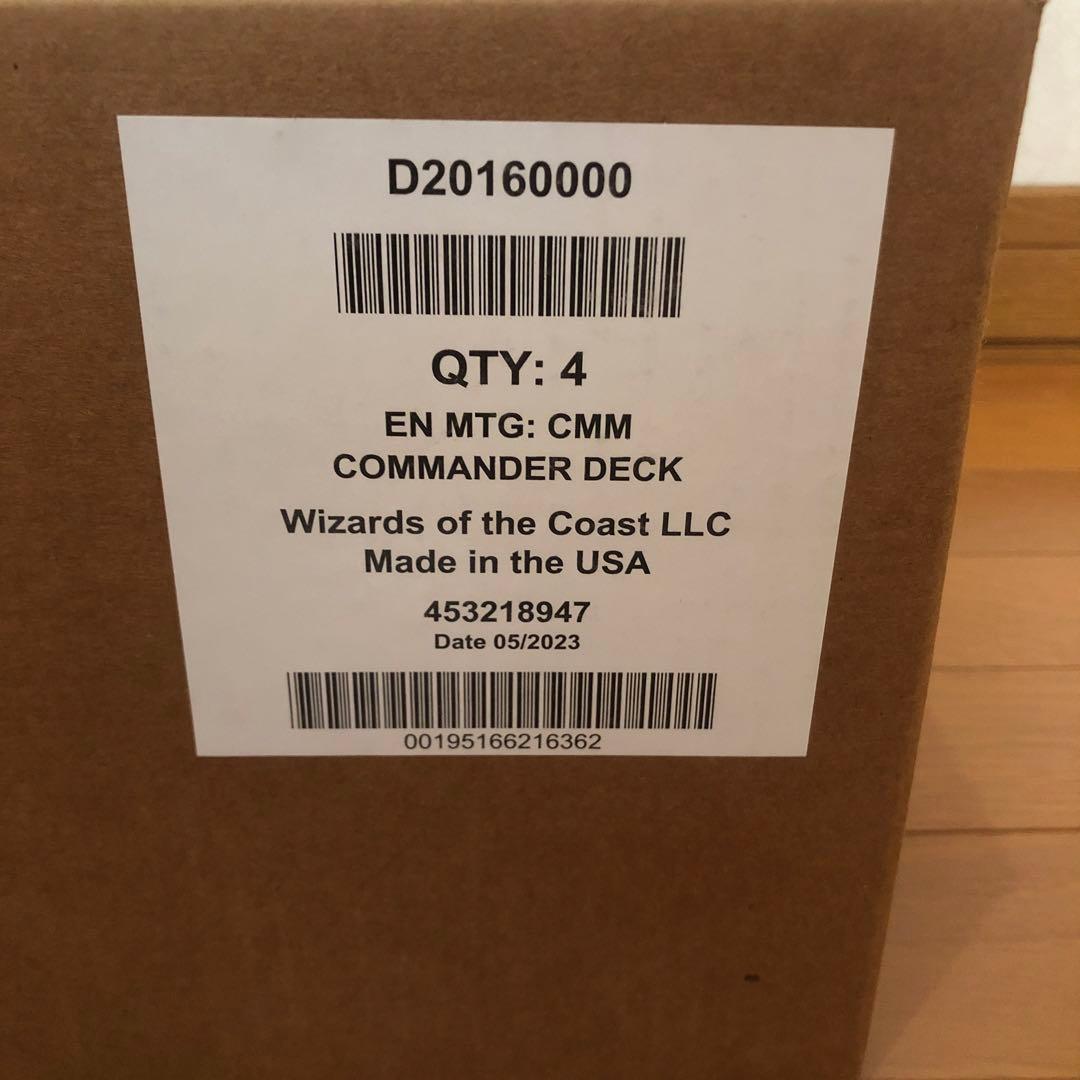 D20160000
QTY: 4
EN MTG: CMM
COMMANDER DECK
Wizards of the Coast LLC
Made in the USA
453218947
Date 05/2023
00195166216362